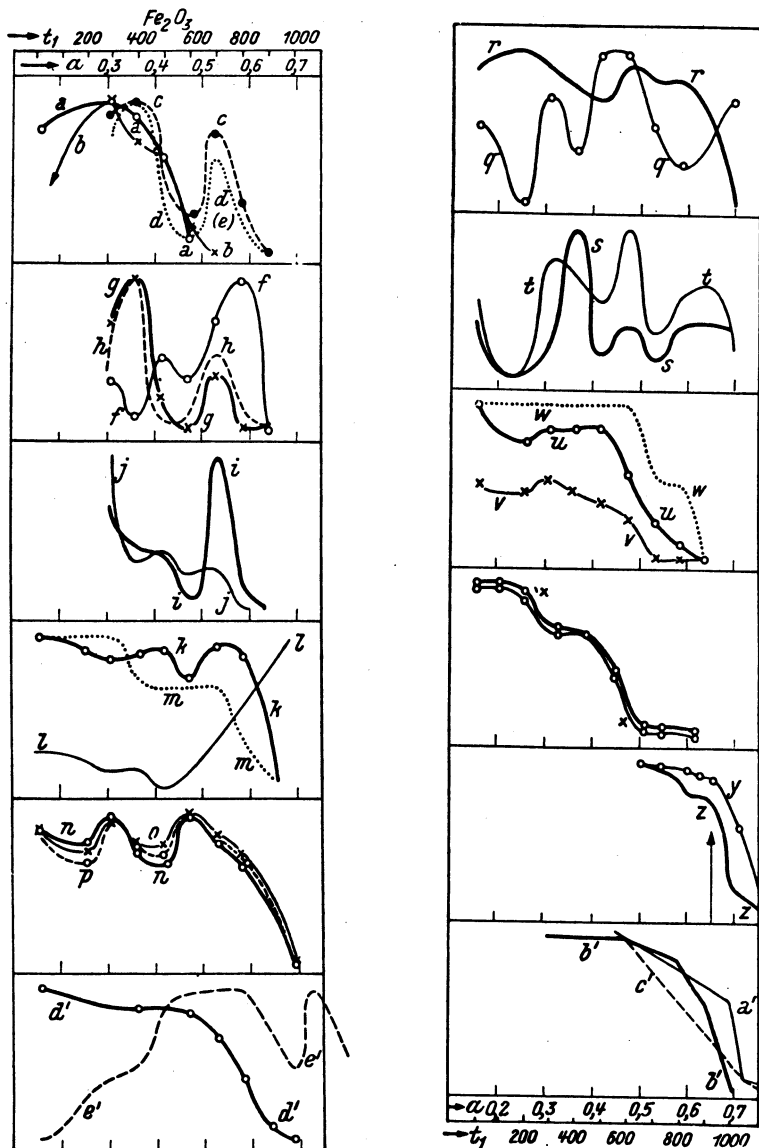 Fe₂O₃
t₁ 200 400 600 800 1000
a 0,3 0,4 0,5 0,6 0,7
a c
b a
d d
(e)
a b
g f
h h
f g
j i
i j
k l
m k
l m
n o
p n
d' e'
e' d'
r r
q q
t s t
s
w
u w
v u
v
x
x
y
z
z
b' c' a'
b'
a 0,2 0,3 0,4 0,5 0,6 0,7
t₁ 200 400 600 800 1000